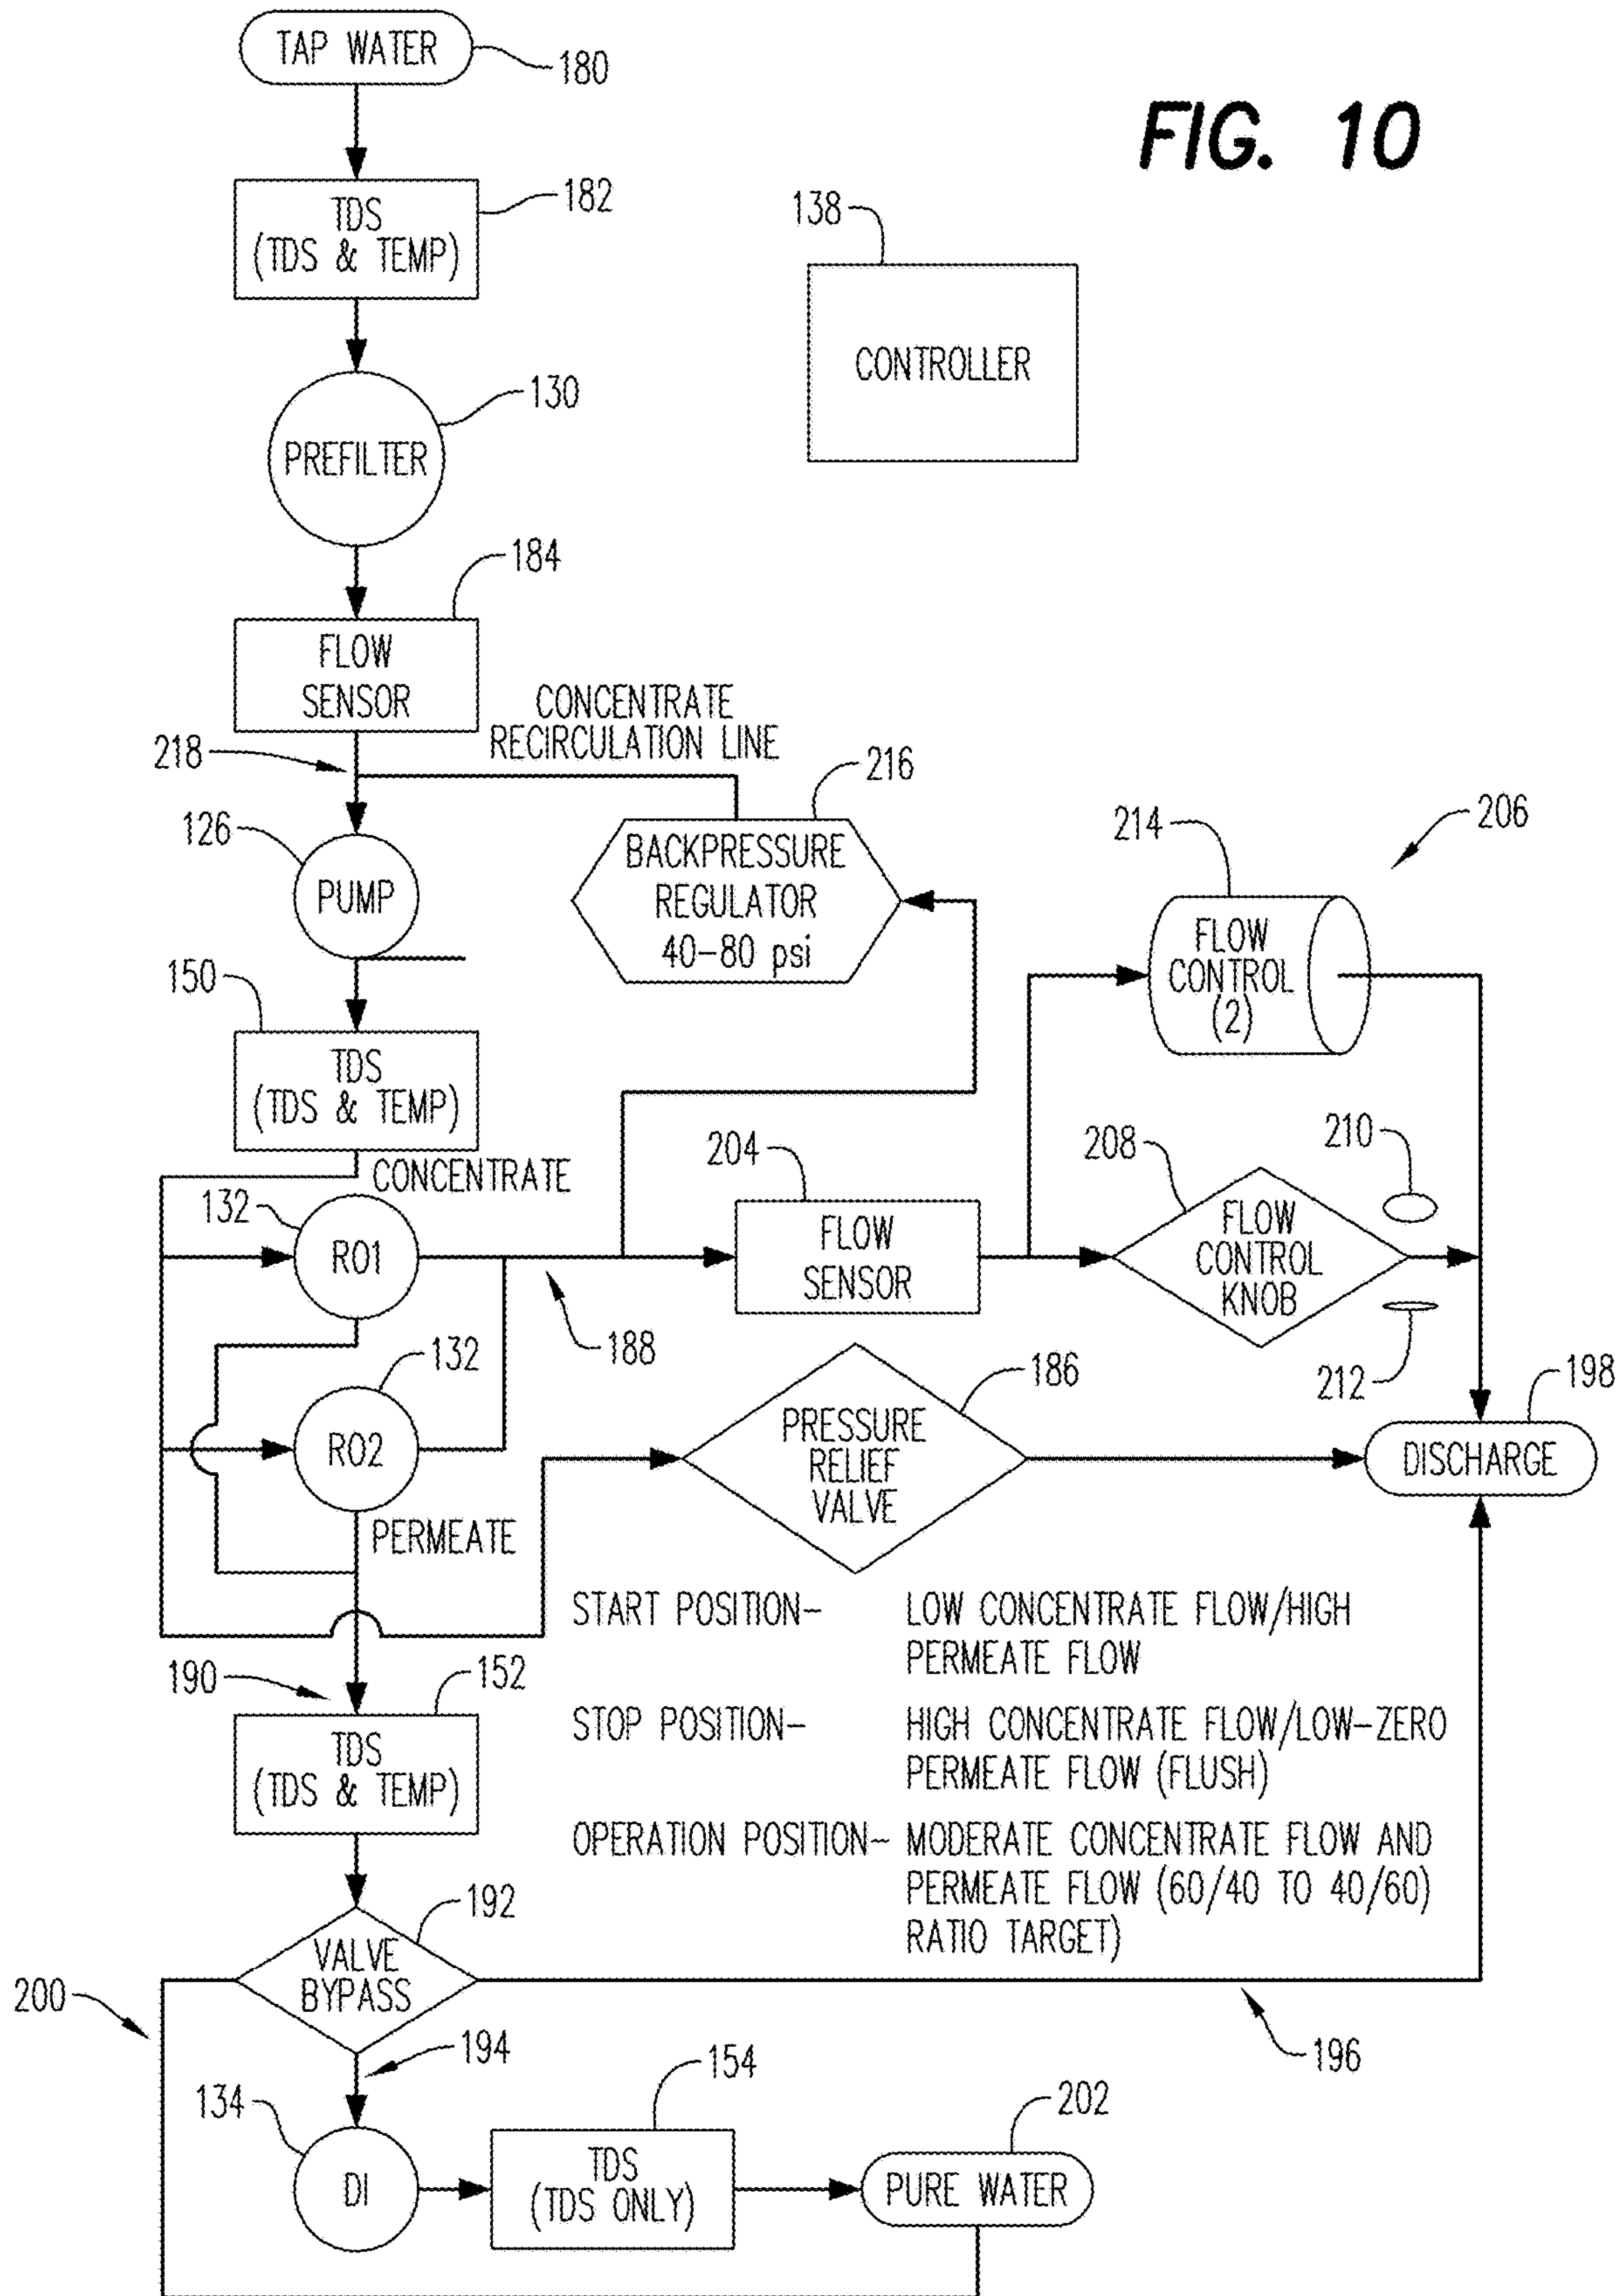 TAP WATER
180
FIG. 10
TDS
(TDS & TEMP)
182
138
CONTROLLER
PREFILTER
130
184
FLOW
SENSOR
CONCENTRATE
RECIRCULATION LINE
218
216
206
126
PUMP
BACKPRESSURE
REGULATOR
40-80 psi
214
FLOW
CONTROL
(2)
150
TDS
(TDS & TEMP)
CONCENTRATE
132
RO1
204
FLOW
SENSOR
208
FLOW
CONTROL
KNOB
210
212
188
132
RO2
186
PRESSURE
RELIEF
VALVE
198
DISCHARGE
PERMEATE
START POSITION- LOW CONCENTRATE FLOW/HIGH
PERMEATE FLOW
190
152
STOP POSITION- HIGH CONCENTRATE FLOW/LOW-ZERO
PERMEATE FLOW (FLUSH)
TDS
(TDS & TEMP)
OPERATION POSITION- MODERATE CONCENTRATE FLOW AND
PERMEATE FLOW (60/40 TO 40/60)
RATIO TARGET)
192
VALVE
BYPASS
200
196
194
134
DI
154
TDS
(TDS ONLY)
202
PURE WATER